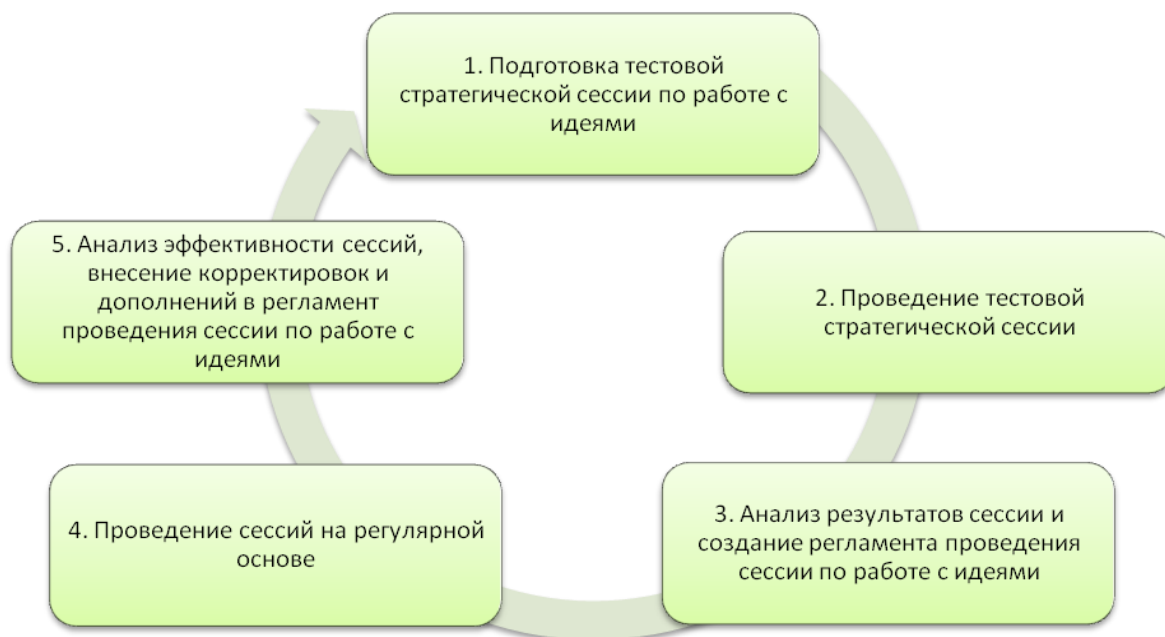 1. Подготовка тестовой
стратегической сессии по работе с
идеями
2. Проведение тестовой
стратегической сессии
3. Анализ результатов сессии и
создание регламента проведения
сессии по работе с идеями
4. Проведение сессий на регулярной
основе
5. Анализ эффективности сессий,
внесение корректировок и
дополнений в регламент
проведения сессии по работе с
идеями